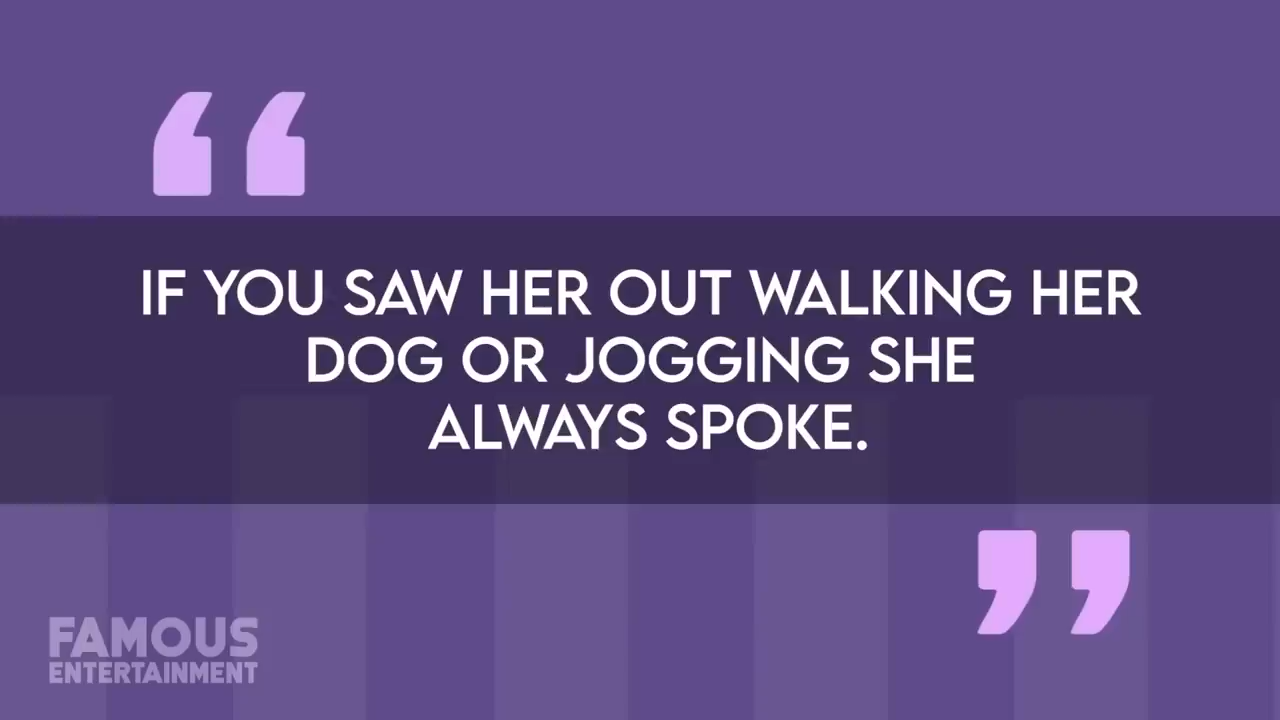 “
IF YOU SAW HER OUT WALKING HER
DOG OR JOGGING SHE
ALWAYS SPOKE.
”
FAMOUS
ENTERTAINMENT